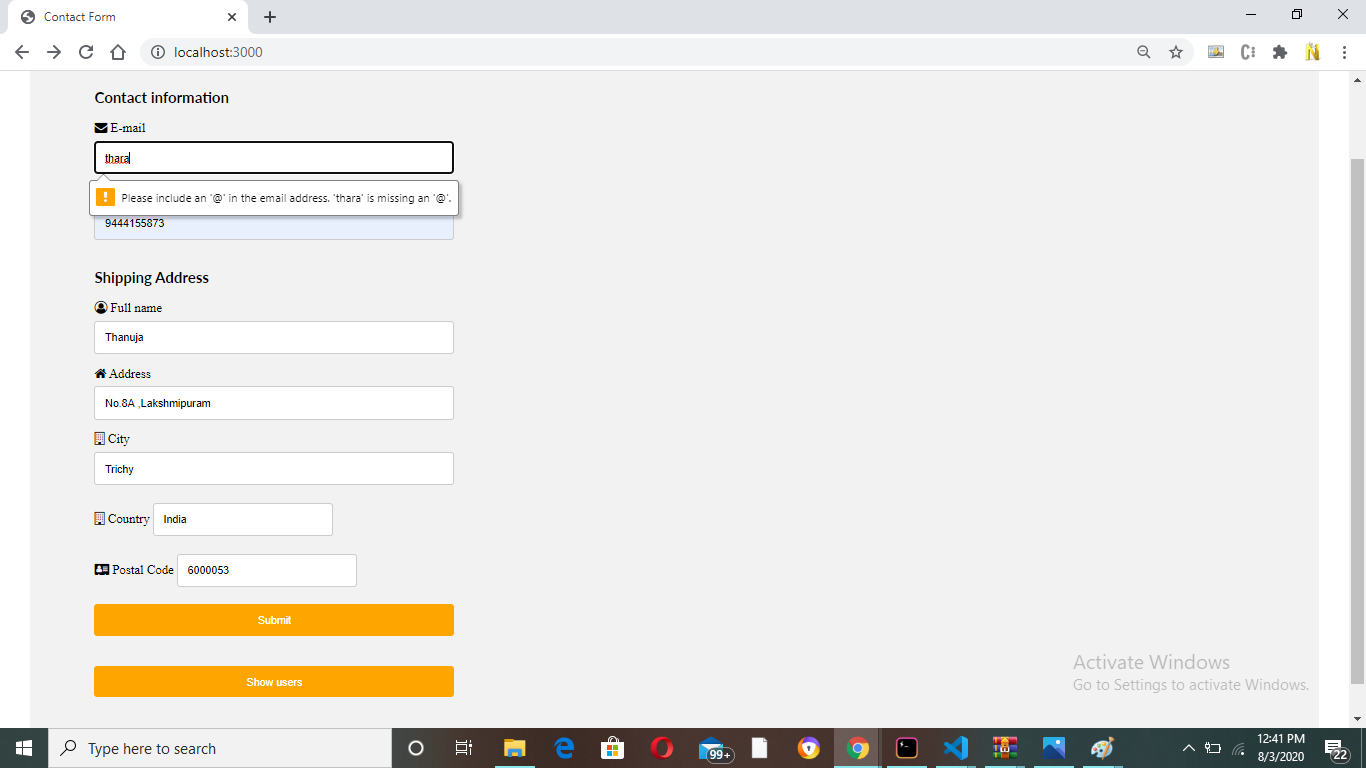 Contact Form
localhost:3000
Contact information
E-mail
thara
Please include an '@' in the email address. 'thara' is missing an '@'.
9444155873
Shipping Address
Full name
Thanuja
Address
No.8A ,Lakshmipuram
City
Trichy
Country India
Postal Code 6000053
Submit
Show users
Activate Windows
Go to Settings to activate Windows.
Type here to search
99+
12:41 PM
8/3/2020
22